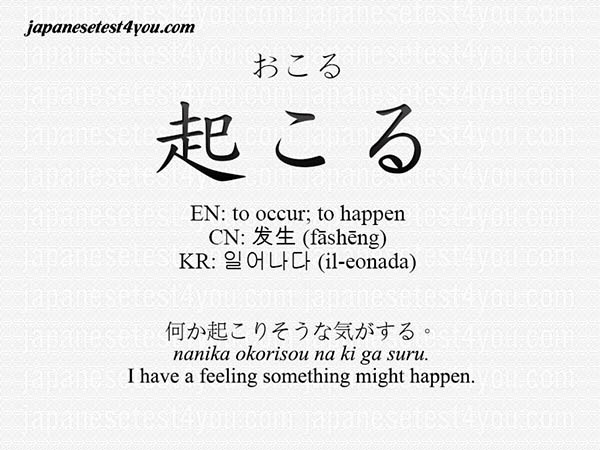 japanesetest4you.com
おこる
起こる
EN: to occur; to happen
CN: 发生 (fāshēng)
KR: 일어나다 (il-eonada)
何か起こりそうな気がする。
nanika okorisou na ki ga suru.
I have a feeling something might happen.